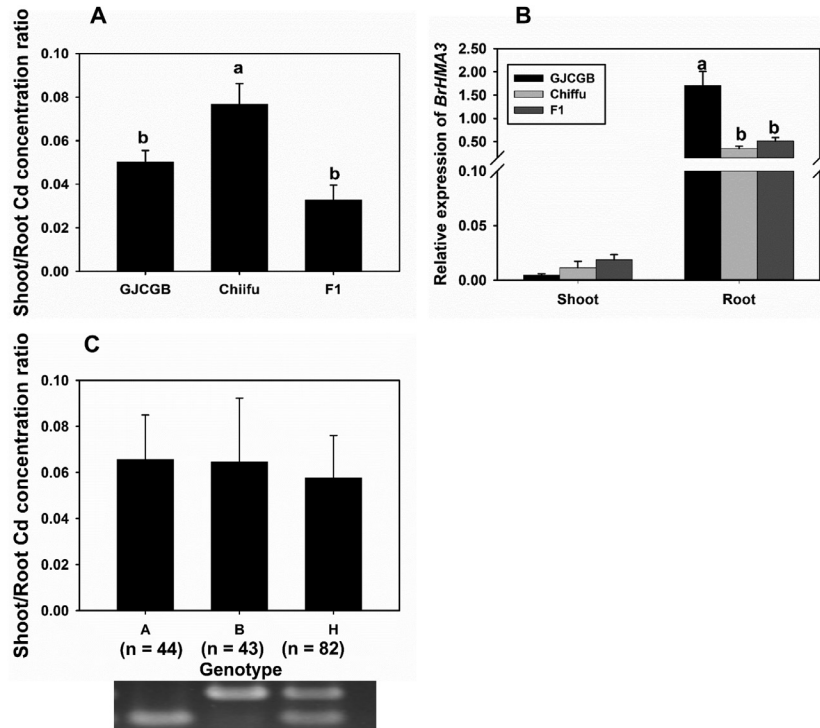 A
Shoot/Root Cd concentration ratio
0.10
0.08
0.06
0.04
0.02
0.00
b
a
b
GJCGB
Chiifu
F1
B
Relative expression of BrHMA3
2.50
2.00
1.50
1.00
0.50
0.10
0.05
0.00
GJCGB
Chiffu
F1
a
b
b
Shoot
Root
C
Shoot/Root Cd concentration ratio
0.10
0.08
0.06
0.04
0.02
0.00
A
B
H
(n = 44)
(n = 43)
(n = 82)
Genotype